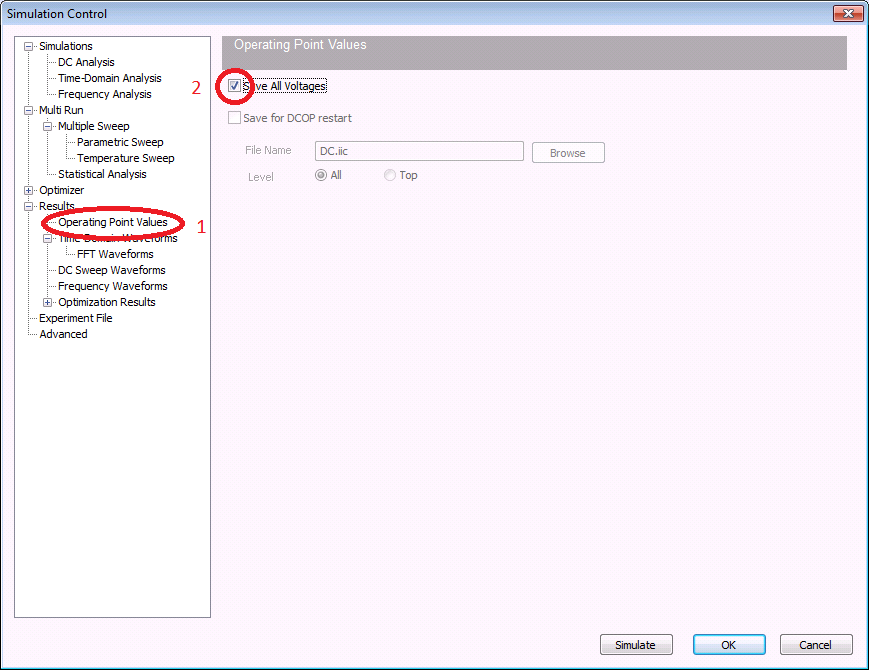 Simulation Control
Simulations
DC Analysis
Time-Domain Analysis
Frequency Analysis
Multi Run
Multiple Sweep
Parametric Sweep
Temperature Sweep
Statistical Analysis
Optimizer
Results
Operating Point Values
1
Time-Domain Waveforms
FFT Waveforms
DC Sweep Waveforms
Frequency Waveforms
Optimization Results
Experiment File
Advanced
Operating Point Values
2
Save All Voltages
Save for DCOP restart
File Name DC.iic Browse
Level All Top
Simulate OK Cancel